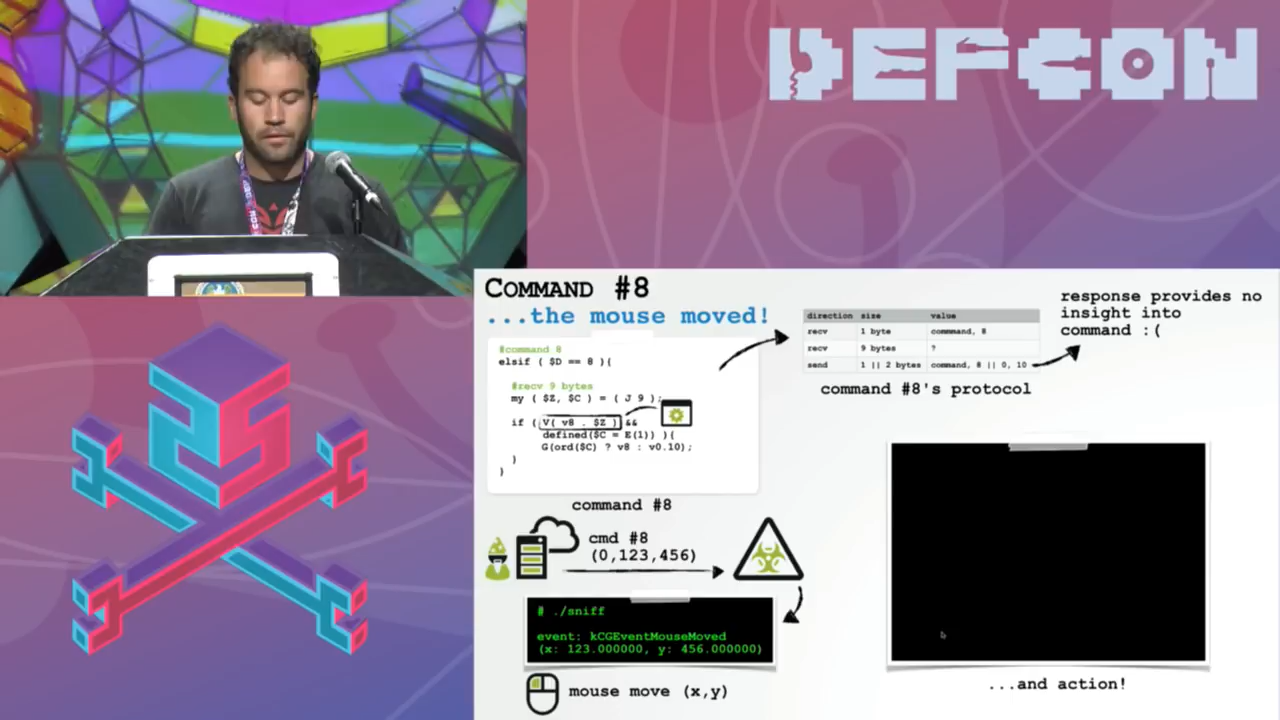 DEFCON
COMMAND #8
...the mouse moved!
#command 8
elsif ( $D == 8 ){
#recv 9 bytes
my ( $Z, $C ) = ( J 9 );
if ( V( v8 . $Z ) &&
defined($C = E(1)) ){
G(ord($C) ? v8 : v0.10);
}
}
command #8
direction size value
recv 1 byte command, 8
recv 9 bytes ?
send 1 || 2 bytes command, 8 || 0, 10
command #8's protocol
response provides no
insight into
command :(
cmd #8
(0,123,456)
# ./sniff
event: kCGEventMouseMoved
(x: 123.000000, y: 456.000000)
mouse move (x,y)
...and action!